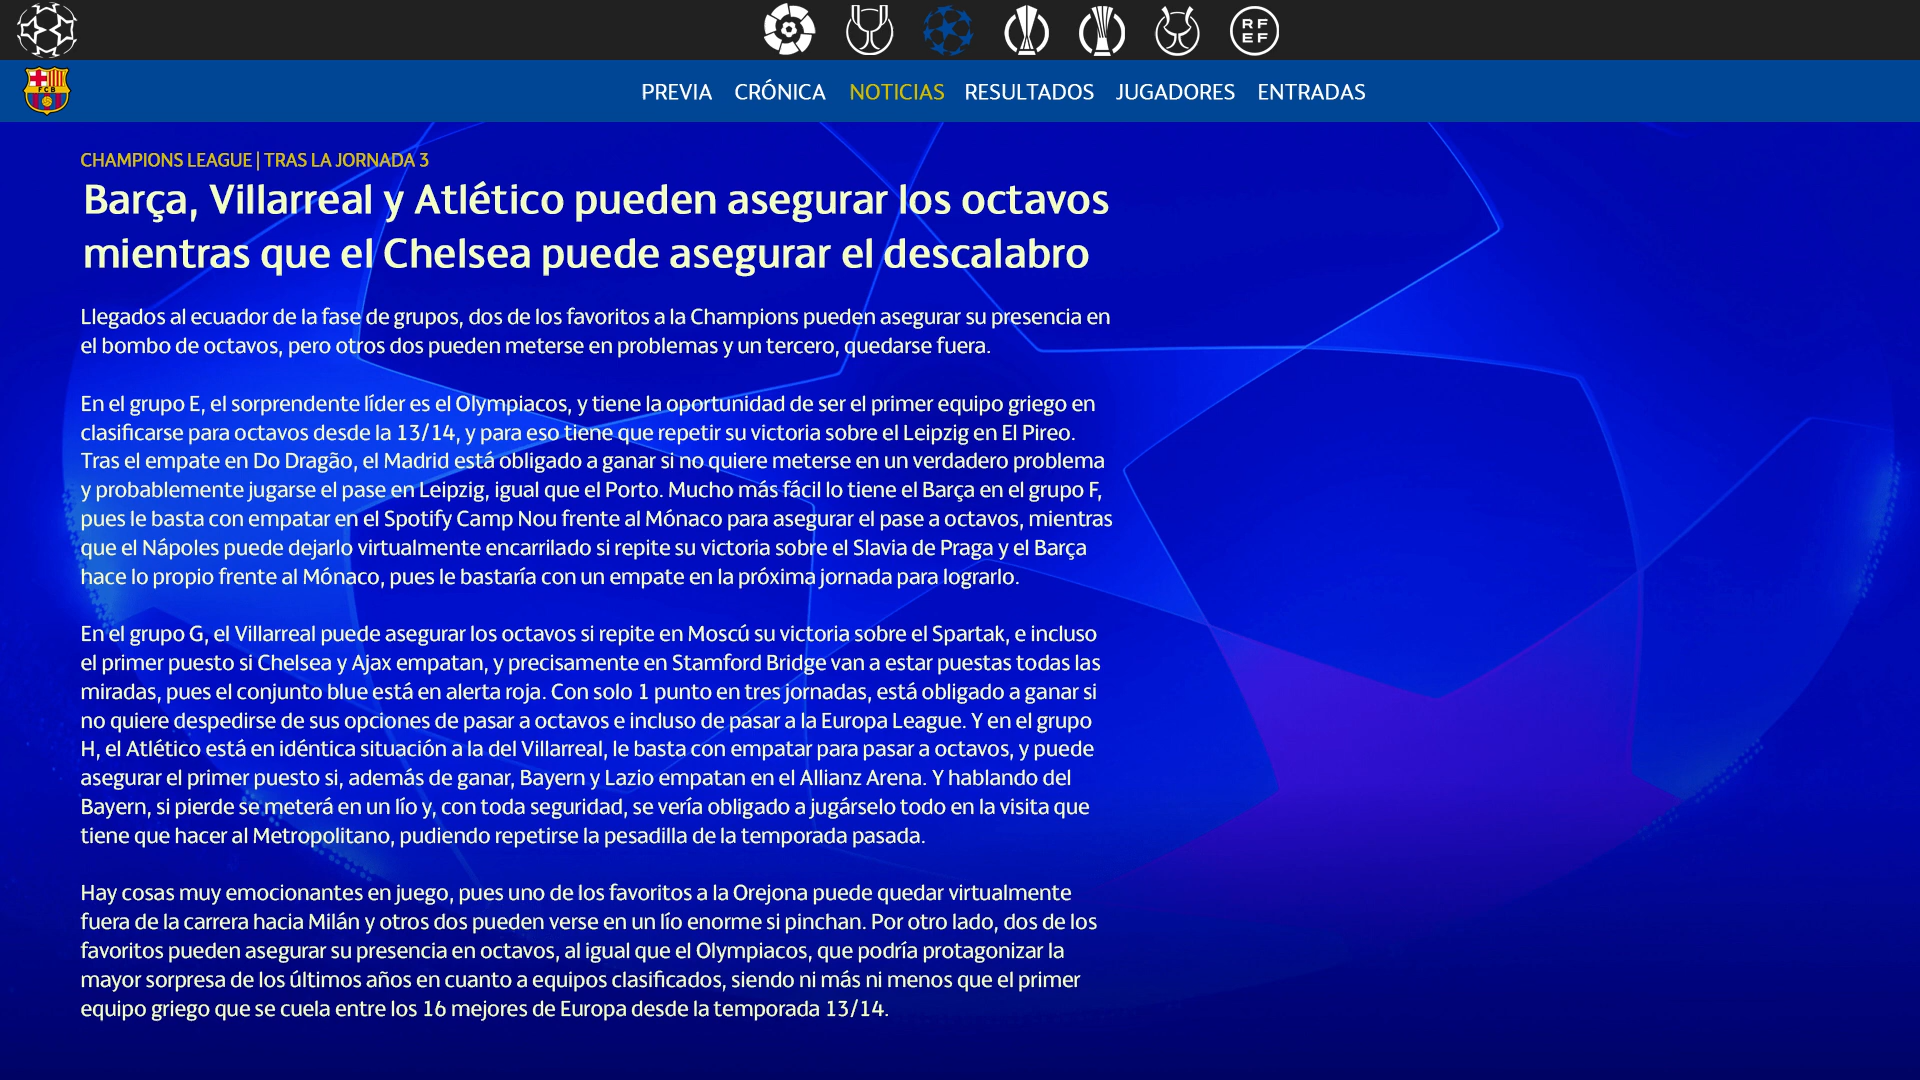 RF
EF
FCB
PREVIA CRÓNICA NOTICIAS RESULTADOS JUGADORES ENTRADAS
CHAMPIONS LEAGUE | TRAS LA JORNADA 3
Barça, Villarreal y Atlético pueden asegurar los octavos
mientras que el Chelsea puede asegurar el descalabro
Llegados al ecuador de la fase de grupos, dos de los favoritos a la Champions pueden asegurar su presencia en
el bombo de octavos, pero otros dos pueden meterse en problemas y un tercero, quedarse fuera.
En el grupo E, el sorprendente líder es el Olympiacos, y tiene la oportunidad de ser el primer equipo griego en
clasificarse para octavos desde la 13/14, y para eso tiene que repetir su victoria sobre el Leipzig en El Pireo.
Tras el empate en Do Dragão, el Madrid está obligado a ganar si no quiere meterse en un verdadero problema
y probablemente jugarse el pase en Leipzig, igual que el Porto. Mucho más fácil lo tiene el Barça en el grupo F,
pues le basta con empatar en el Spotify Camp Nou frente al Mónaco para asegurar el pase a octavos, mientras
que el Nápoles puede dejarlo virtualmente encarrilado si repite su victoria sobre el Slavia de Praga y el Barça
hace lo propio frente al Mónaco, pues le bastaría con un empate en la próxima jornada para lograrlo.
En el grupo G, el Villarreal puede asegurar los octavos si repite en Moscú su victoria sobre el Spartak, e incluso
el primer puesto si Chelsea y Ajax empatan, y precisamente en Stamford Bridge van a estar puestas todas las
miradas, pues el conjunto blue está en alerta roja. Con solo 1 punto en tres jornadas, está obligado a ganar si
no quiere despedirse de sus opciones de pasar a octavos e incluso de pasar a la Europa League. Y en el grupo
H, el Atlético está en idéntica situación a la del Villarreal, le basta con empatar para pasar a octavos, y puede
asegurar el primer puesto si, además de ganar, Bayern y Lazio empatan en el Allianz Arena. Y hablando del
Bayern, si pierde se meterá en un lío y, con toda seguridad, se vería obligado a jugárselo todo en la visita que
tiene que hacer al Metropolitano, pudiendo repetirse la pesadilla de la temporada pasada.
Hay cosas muy emocionantes en juego, pues uno de los favoritos a la Orejona puede quedar virtualmente
fuera de la carrera hacia Milán y otros dos pueden verse en un lío enorme si pinchan. Por otro lado, dos de los
favoritos pueden asegurar su presencia en octavos, al igual que el Olympiacos, que podría protagonizar la
mayor sorpresa de los últimos años en cuanto a equipos clasificados, siendo ni más ni menos que el primer
equipo griego que se cuela entre los 16 mejores de Europa desde la temporada 13/14.